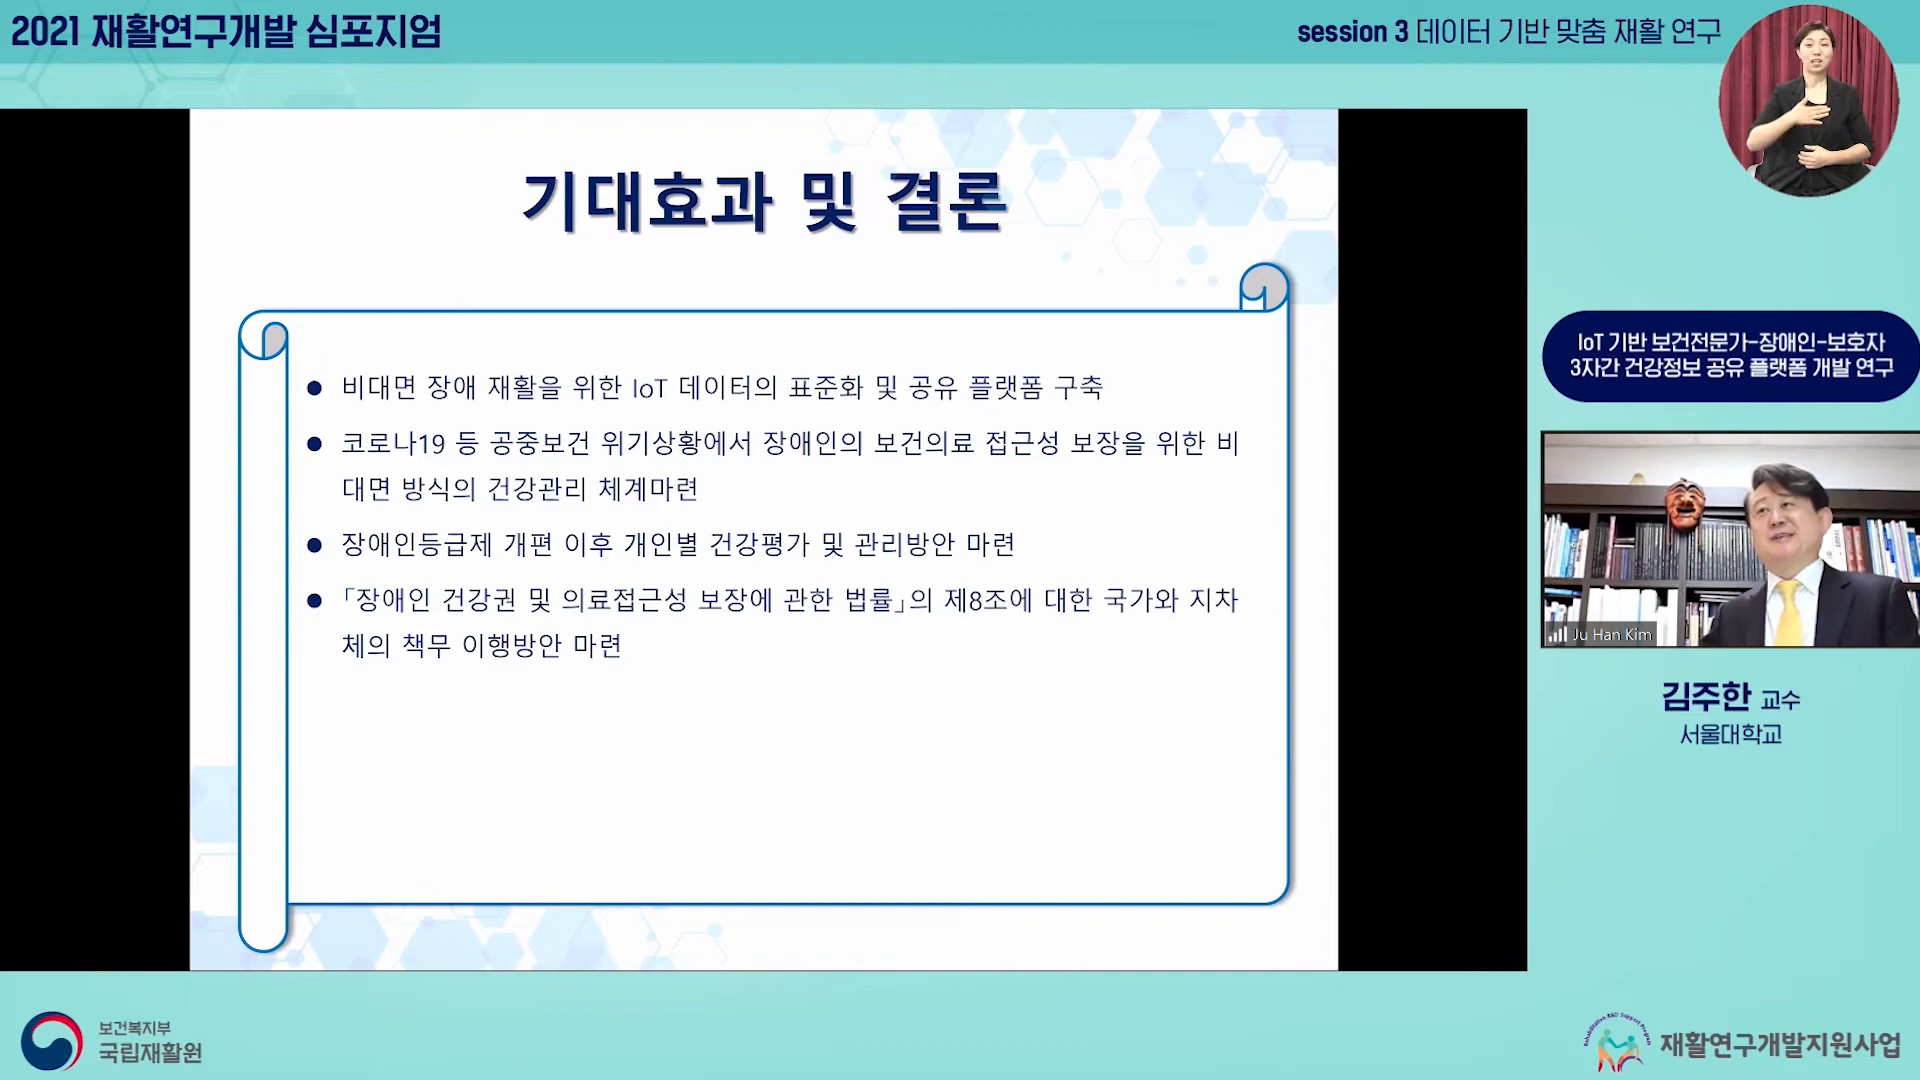 2021 재활연구개발 심포지엄
session 3 데이터 기반 맞춤 재활 연구
기대효과 및 결론
● 비대면 장애 재활을 위한 IoT 데이터의 표준화 및 공유 플랫폼 구축
● 코로나19 등 공중보건 위기상황에서 장애인의 보건의료 접근성 보장을 위한 비
대면 방식의 건강관리 체계마련
● 장애인등급제 개편 이후 개인별 건강평가 및 관리방안 마련
● 「장애인 건강권 및 의료접근성 보장에 관한 법률」의 제8조에 대한 국가와 지차
체의 책무 이행방안 마련
IoT 기반 보건전문가-장애인-보호자
3자간 건강정보 공유 플랫폼 개발 연구
Ju Han Kim
김주한 교수
서울대학교
보건복지부
국립재활원
Rehabilitation R&D Support Program
재활연구개발지원사업